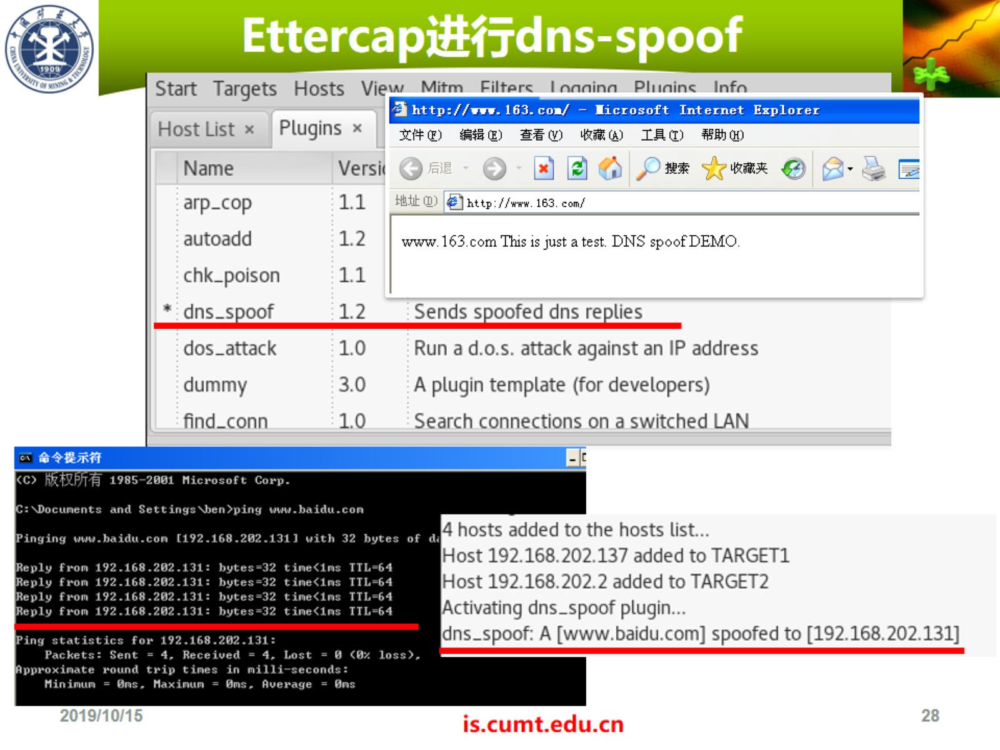 中国矿业大学
CHINA UNIVERSITY OF MINING & TECHNOLOGY
1909
Ettercap进行dns-spoof
Start Targets Hosts View Mitm Filters Logging Plugins Info
Host List × Plugins ×
Name
arp_cop 1.1
autoadd 1.2
chk_poison 1.1
* dns_spoof 1.2 Sends spoofed dns replies
dos_attack 1.0 Run a d.o.s. attack against an IP address
dummy 3.0 A plugin template (for developers)
find_conn 1.0 Search connections on a switched LAN
http://www.163.com/ - Microsoft Internet Explorer
文件(F) 编辑(E) 查看(V) 收藏(A) 工具(T) 帮助(H)
后退 搜索 收藏夹
地址(D) http://www.163.com/
www.163.com This is just a test. DNS spoof DEMO.
命令提示符
(C) 版权所有 1985-2001 Microsoft Corp.
C:\Documents and Settings\ben>ping www.baidu.com
Pinging www.baidu.com [192.168.202.131] with 32 bytes of
Reply from 192.168.202.131: bytes=32 time<1ms TTL=64
Reply from 192.168.202.131: bytes=32 time<1ms TTL=64
Reply from 192.168.202.131: bytes=32 time<1ms TTL=64
Reply from 192.168.202.131: bytes=32 time<1ms TTL=64
Ping statistics for 192.168.202.131:
Packets: Sent = 4, Received = 4, Lost = 0 (0% loss),
Approximate round trip times in milli-seconds:
Minimum = 0ms, Maximum = 0ms, Average = 0ms
4 hosts added to the hosts list...
Host 192.168.202.137 added to TARGET1
Host 192.168.202.2 added to TARGET2
Activating dns_spoof plugin...
dns_spoof: A [www.baidu.com] spoofed to [192.168.202.131]
2019/10/15
is.cumt.edu.cn
28